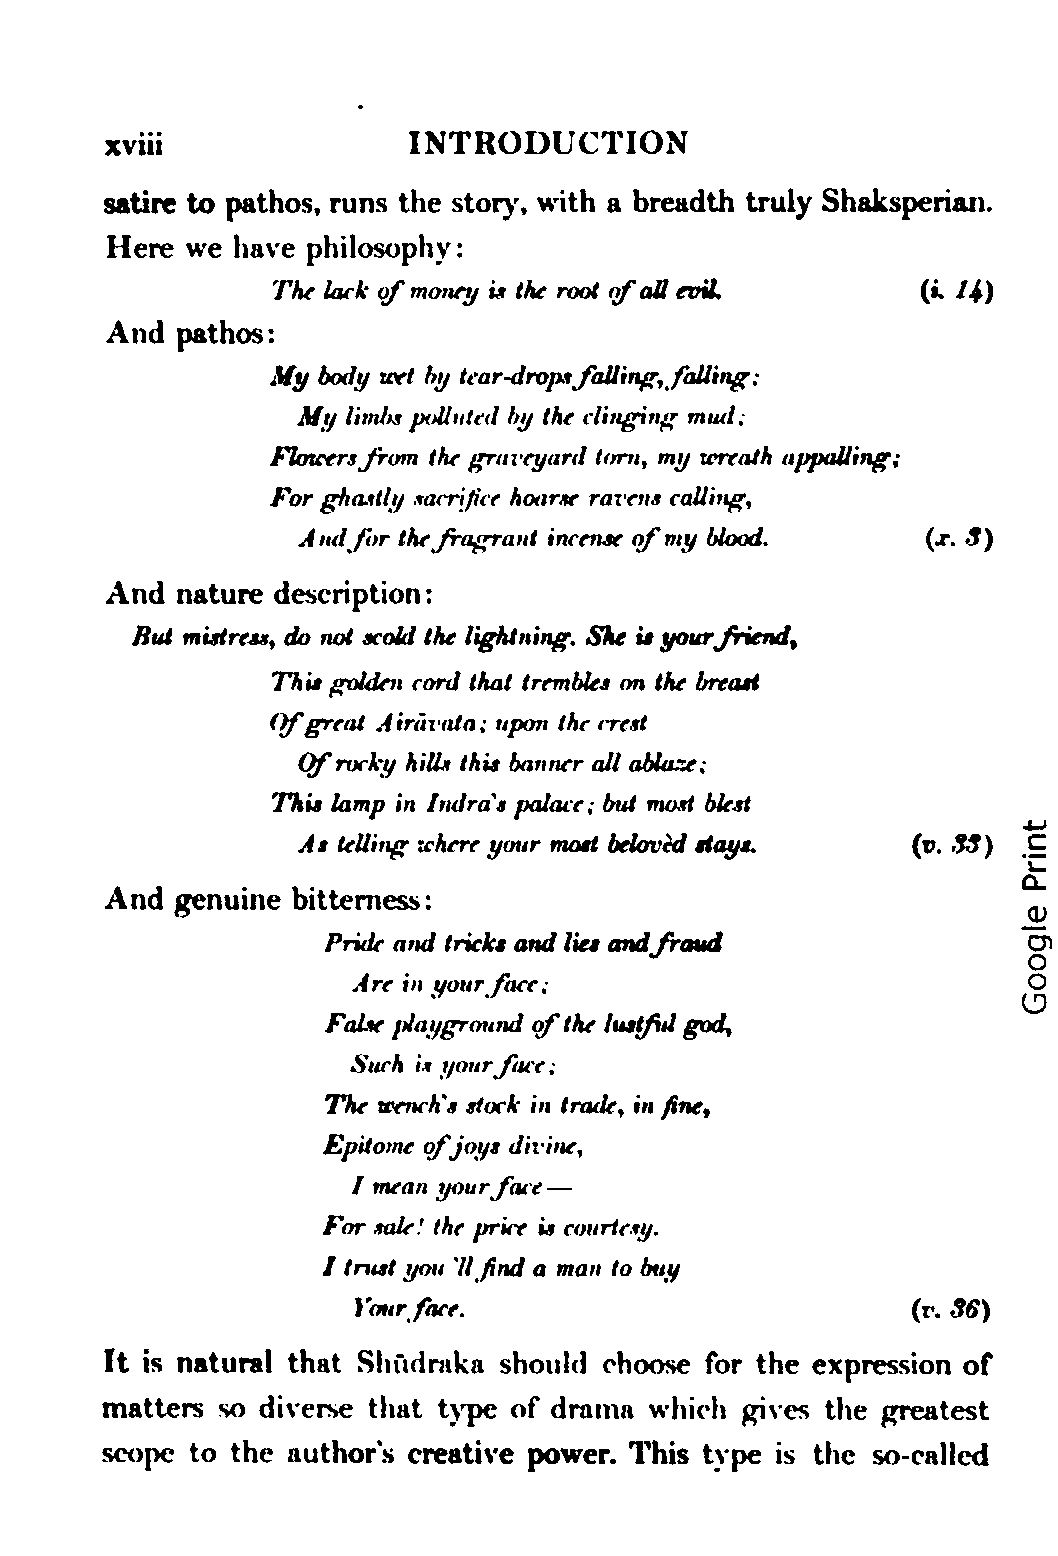 xviii INTRODUCTION
satire to pathos, runs the story, with a breadth truly Shaksperian.
Here we have philosophy:
The lack of money is the root of all evil. (i. 14)
And pathos:
My body wet by tear-drops falling, falling;
My limbs polluted by the clinging mud;
Flowers from the graveyard torn, my wreath appalling;
For ghastly sacrifice hoarse ravens calling,
And for the fragrant incense of my blood. (x. 3)
And nature description:
But mistress, do not scold the lightning. She is your friend,
This golden cord that trembles on the breast
Of great Airāvata; upon the crest
Of rocky hills this banner all ablaze;
This lamp in Indra's palace; but most blest
As telling where your most belovèd stays. (v. 33)
And genuine bitterness:
Pride and tricks and lies and fraud
Are in your face;
False playground of the lustful god,
Such is your face;
The wench's stock in trade, in fine,
Epitome of joys divine,
I mean your face—
For sale! the price is courtesy.
I trust you 'll find a man to buy
Your face. (v. 36)
It is natural that Shūdraka should choose for the expression of
matters so diverse that type of drama which gives the greatest
scope to the author's creative power. This type is the so-called
Google Print